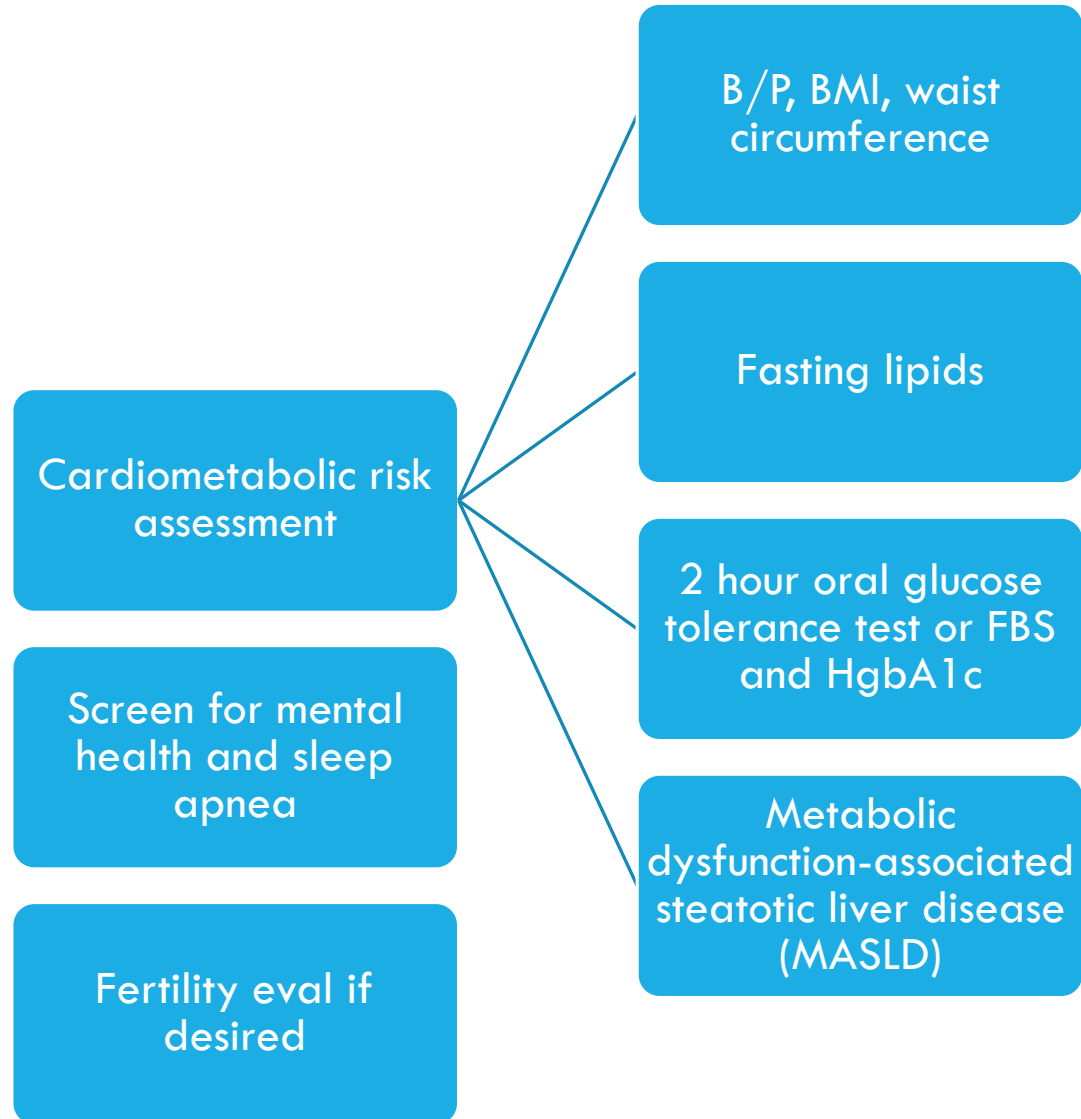 Cardiometabolic risk
assessment
B/P, BMI, waist
circumference
Fasting lipids
2 hour oral glucose
tolerance test or FBS
and HgbA1c
Metabolic
dysfunction-associated
steatotic liver disease
(MASLD)
Screen for mental
health and sleep
apnea
Fertility eval if
desired